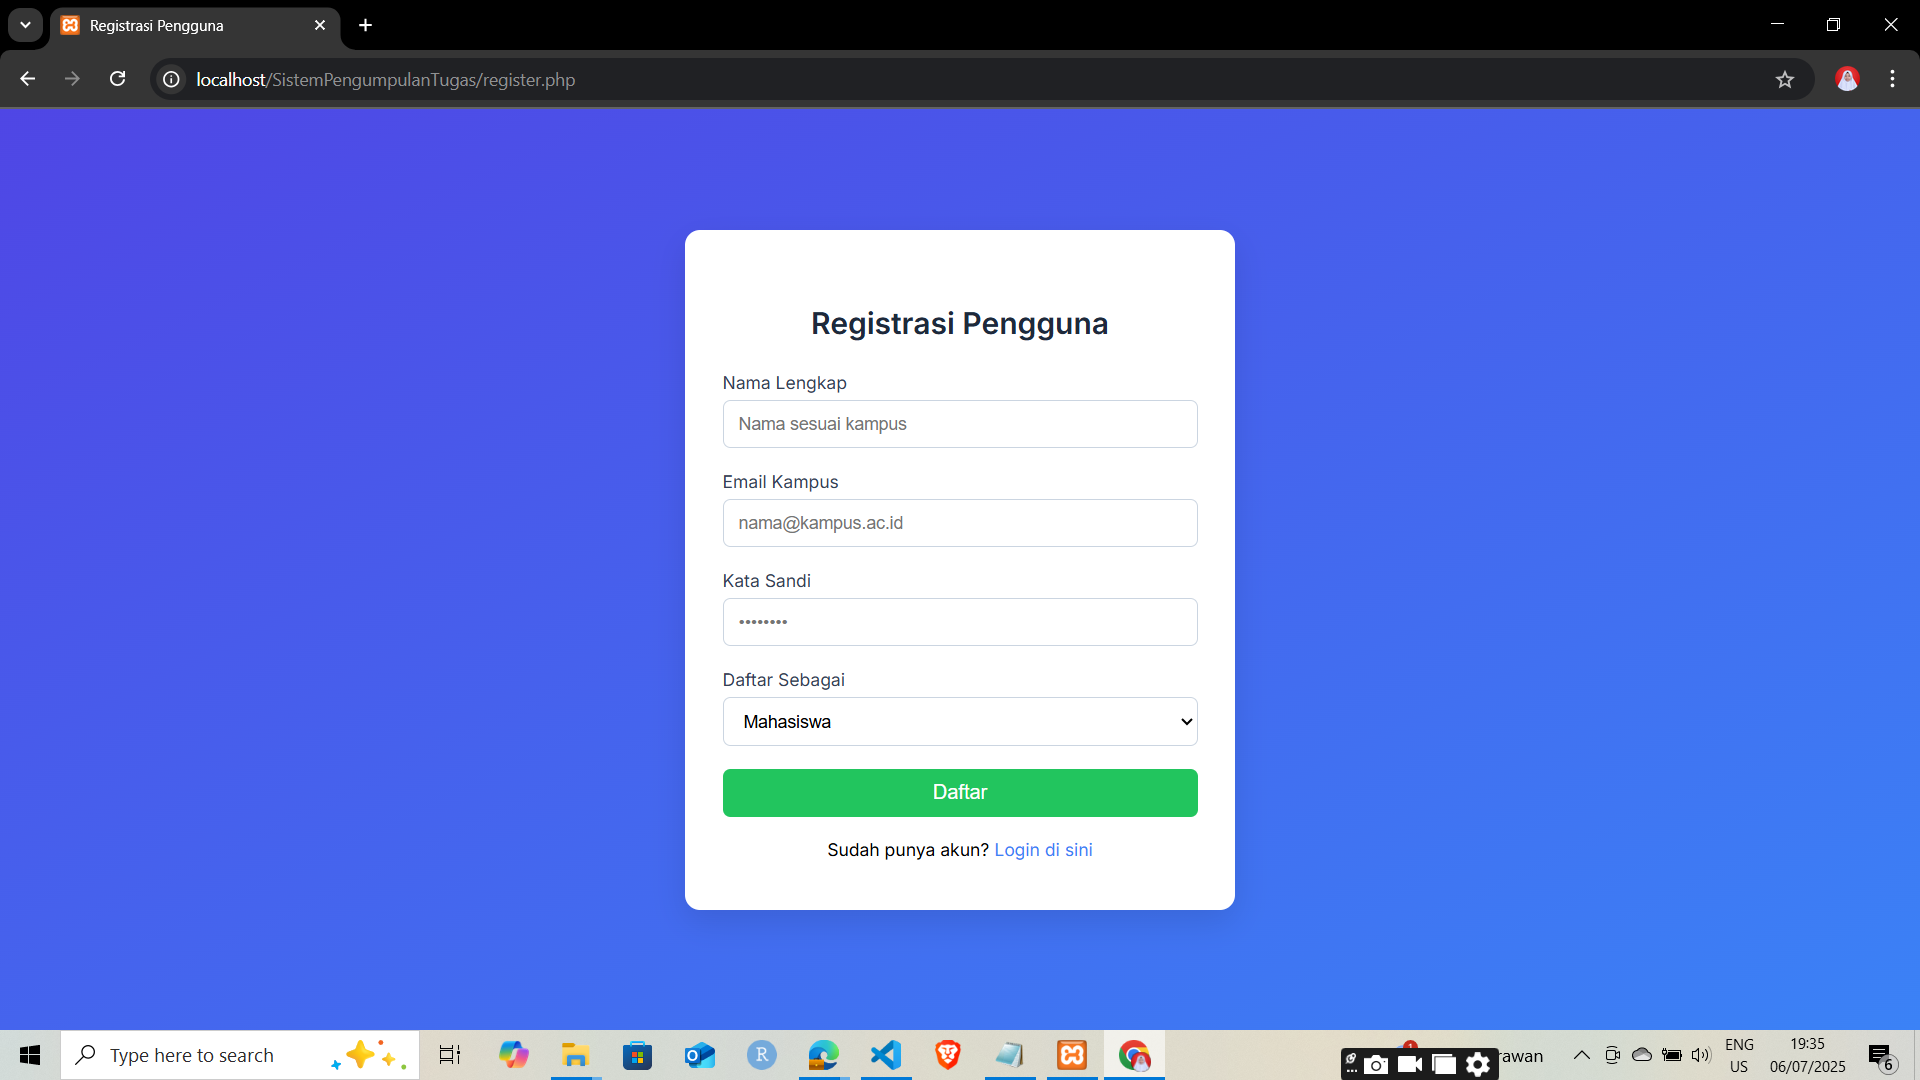 Registrasi Pengguna
localhost/SistemPengumpulanTugas/register.php
Registrasi Pengguna
Nama Lengkap
Nama sesuai kampus
Email Kampus
nama@kampus.ac.id
Kata Sandi
••••••••
Daftar Sebagai
Mahasiswa
Daftar
Sudah punya akun? Login di sini
Type here to search
R
1
rawan
ENG
US
19:35
06/07/2025
6